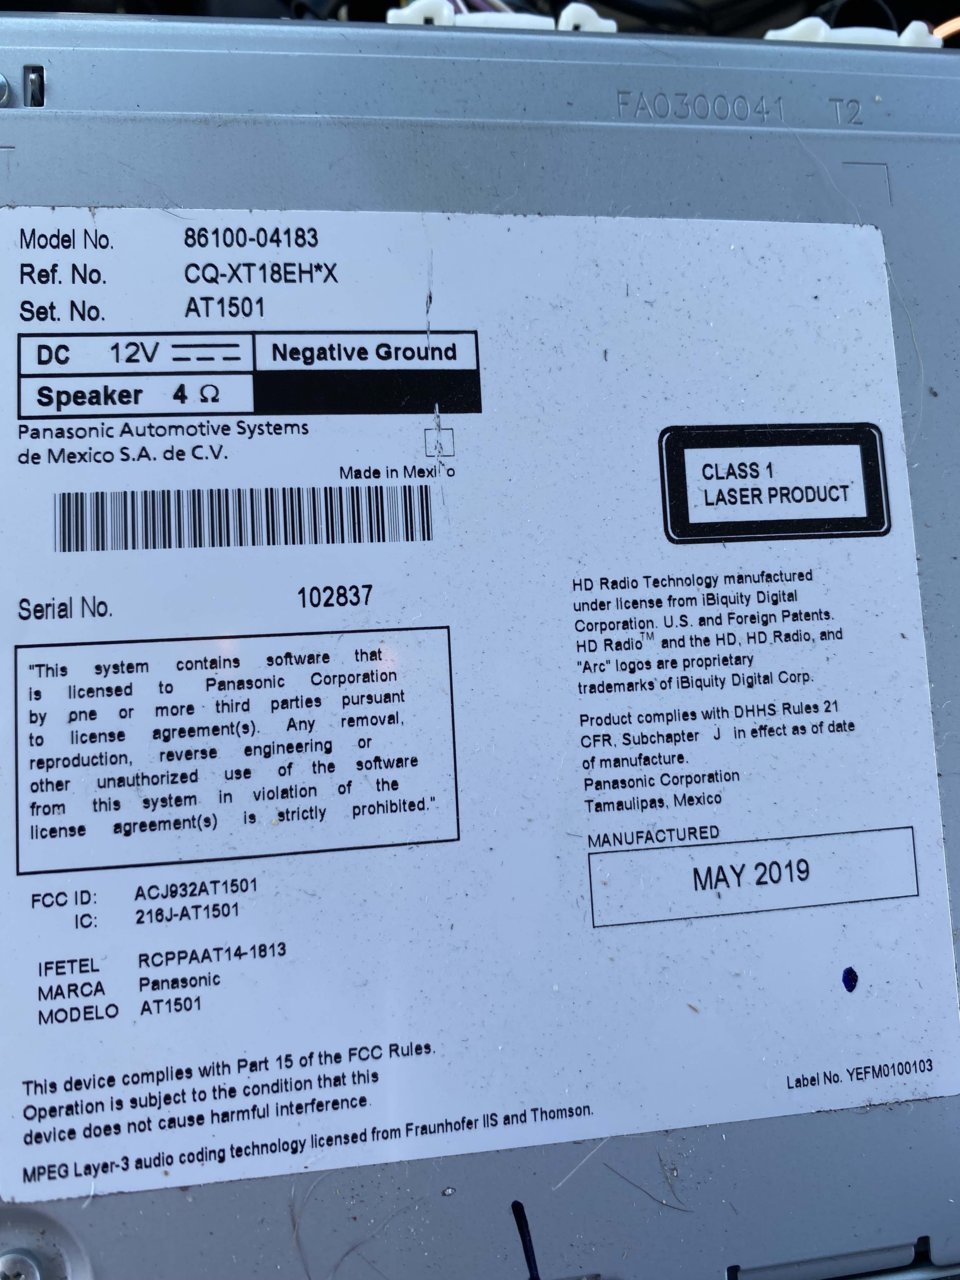 FA0300041 T2
Model No. 86100-04183
Ref. No. CQ-XT18EH*X
Set. No. AT1501
DC 12V Negative Ground
Speaker 4 Ω
Panasonic Automotive Systems
de Mexico S.A. de C.V.
Made in Mexico
CLASS 1
LASER PRODUCT
Serial No. 102837
"This system contains software that
is licensed to Panasonic Corporation
by one or more third parties pursuant
to license agreement(s). Any removal,
reproduction, reverse engineering or
other unauthorized use of the software
from this system in violation of the
license agreement(s) is strictly prohibited."
HD Radio Technology manufactured
under license from iBiquity Digital
Corporation. U.S. and Foreign Patents.
HD Radio™ and the HD, HD Radio, and
"Arc" logos are proprietary
trademarks of iBiquity Digital Corp.
Product complies with DHHS Rules 21
CFR, Subchapter J in effect as of date
of manufacture.
Panasonic Corporation
Tamaulipas, Mexico
MANUFACTURED
MAY 2019
FCC ID: ACJ932AT1501
IC: 216J-AT1501
IFETEL RCPPAAT14-1813
MARCA Panasonic
MODELO AT1501
This device complies with Part 15 of the FCC Rules.
Operation is subject to the condition that this
device does not cause harmful interference.
MPEG Layer-3 audio coding technology licensed from Fraunhofer IIS and Thomson.
Label No. YEFM0100103